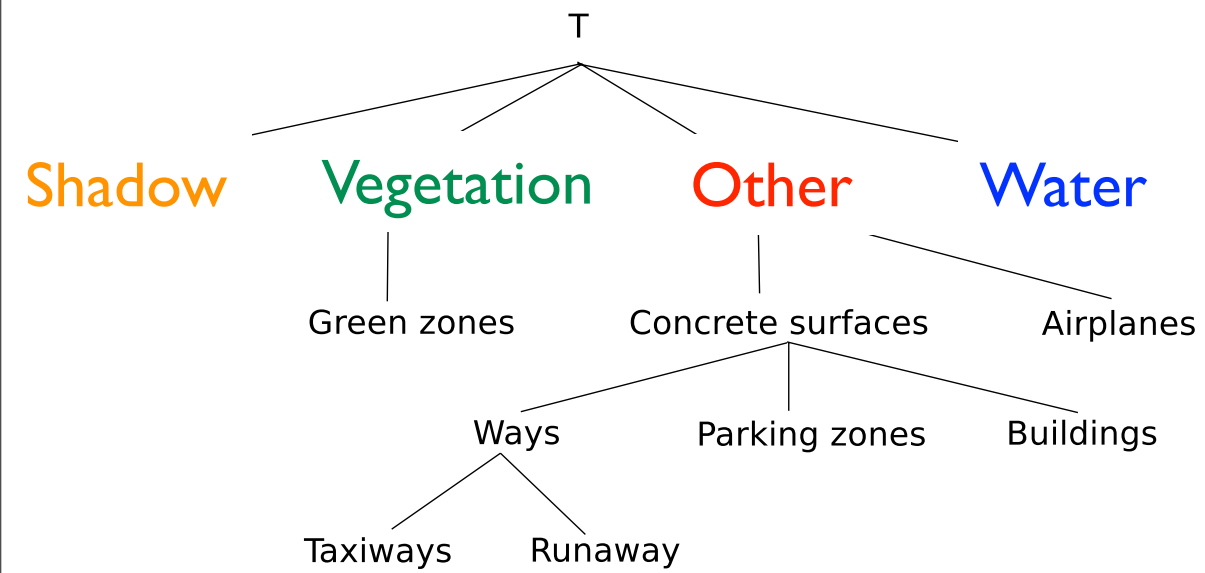 T
Shadow Vegetation Other Water
Green zones Concrete surfaces Airplanes
Ways Parking zones Buildings
Taxiways Runaway